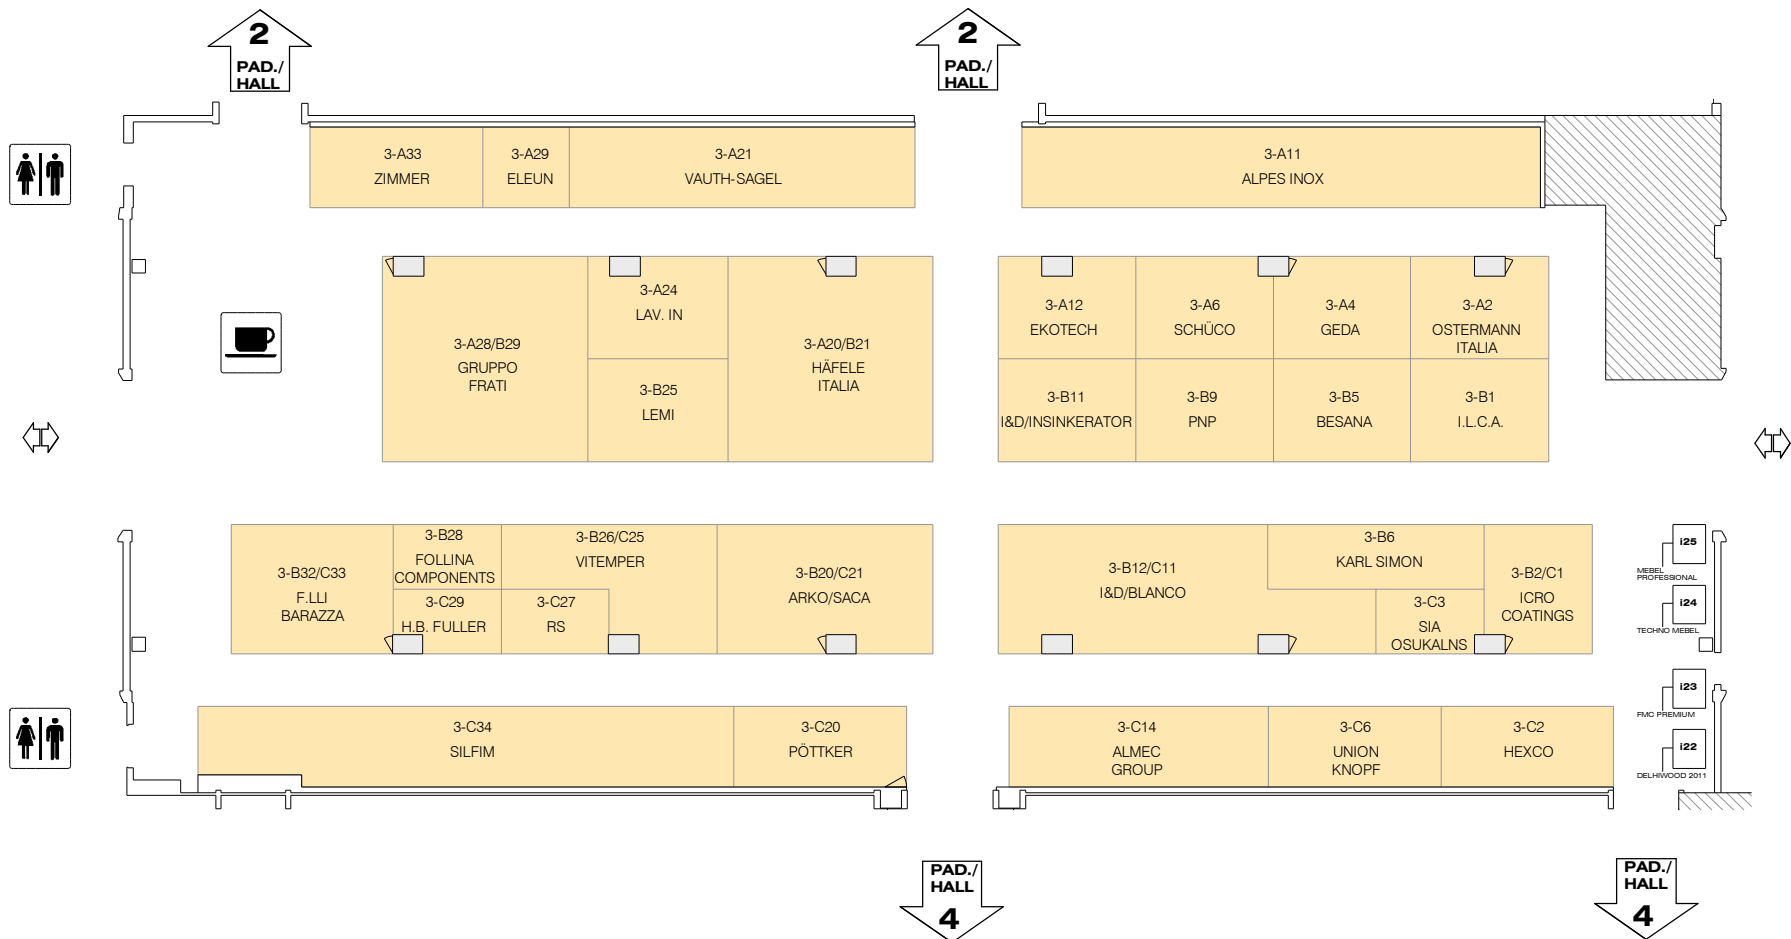 2
PAD./
HALL
2
PAD./
HALL
3-A33
ZIMMER
3-A29
ELEUN
3-A21
VAUTH-SAGEL
3-A11
ALPES INOX
3-A28/B29
GRUPPO
FRATI
3-A24
LAV. IN
3-B25
LEMI
3-A20/B21
HÄFELE
ITALIA
3-A12
EKOTECH
3-A6
SCHÜCO
3-A4
GEDA
3-A2
OSTERMANN
ITALIA
3-B11
I&D/INSINKERATOR
3-B9
PNP
3-B5
BESANA
3-B1
I.L.C.A.
3-B32/C33
F.LLI
BARAZZA
3-B28
FOLLINA
COMPONENTS
3-C29
H.B. FULLER
3-B26/C25
VITEMPER
3-C27
RS
3-B20/C21
ARKO/SACA
3-B12/C11
I&D/BLANCO
3-B6
KARL SIMON
3-C3
SIA
OSUKALNS
3-B2/C1
ICRO
COATINGS
i25
MEBEL
PROFESSIONAL
i24
TECHNO MEBEL
i23
FMC PREMIUM
i22
DELHIWOOD 2011
3-C34
SILFIM
3-C20
PÖTTKER
3-C14
ALMEC
GROUP
3-C6
UNION
KNOPF
3-C2
HEXCO
PAD./
HALL
4
PAD./
HALL
4